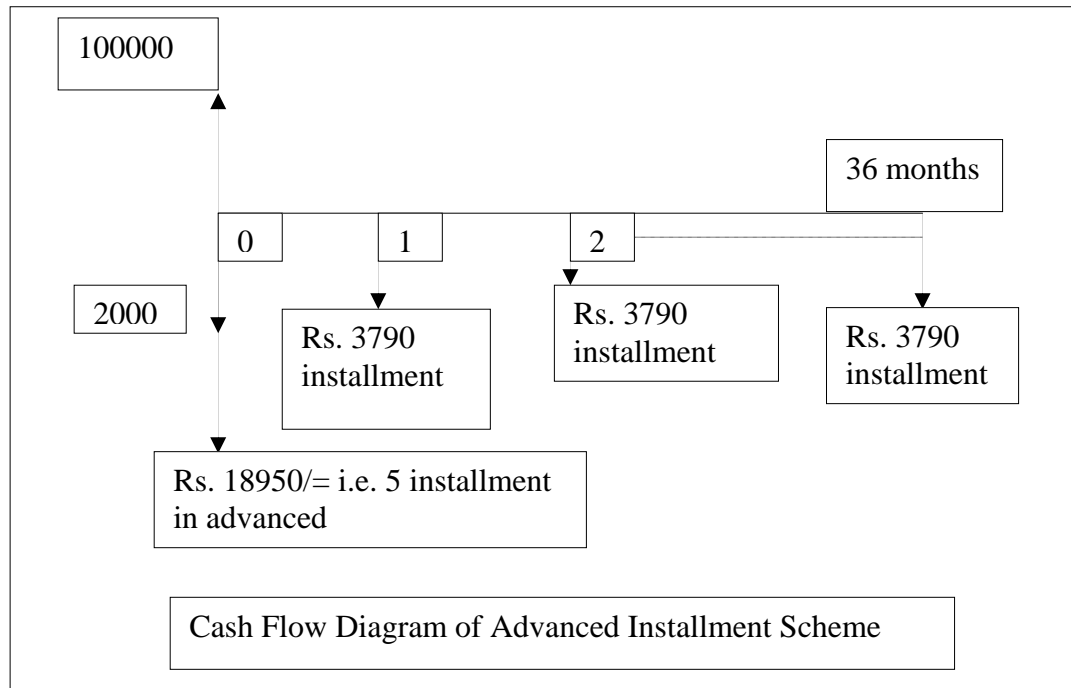 100000
36 months
0
1
2
2000
Rs. 3790
installment
Rs. 3790
installment
Rs. 3790
installment
Rs. 18950/= i.e. 5 installment
in advanced
Cash Flow Diagram of Advanced Installment Scheme